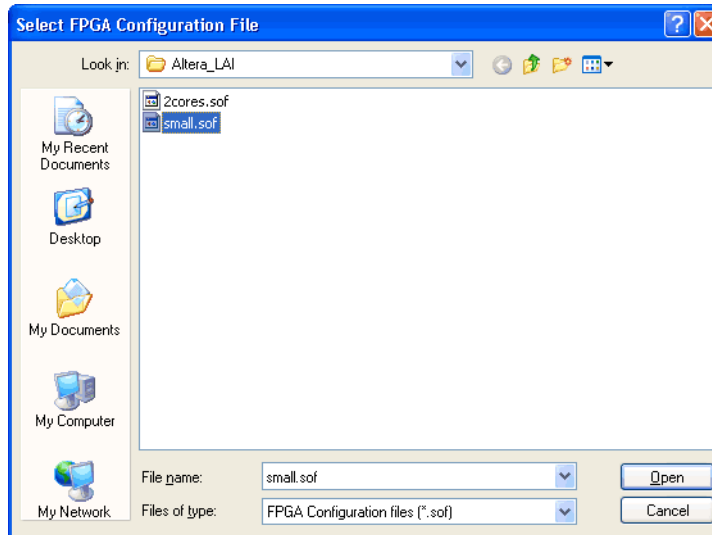 Select FPGA Configuration File
Look in: Altera_LAI
2cores.sof
small.sof
My Recent
Documents
Desktop
My Documents
My Computer
My Network
File name: small.sof Open
Files of type: FPGA Configuration files (*.sof) Cancel